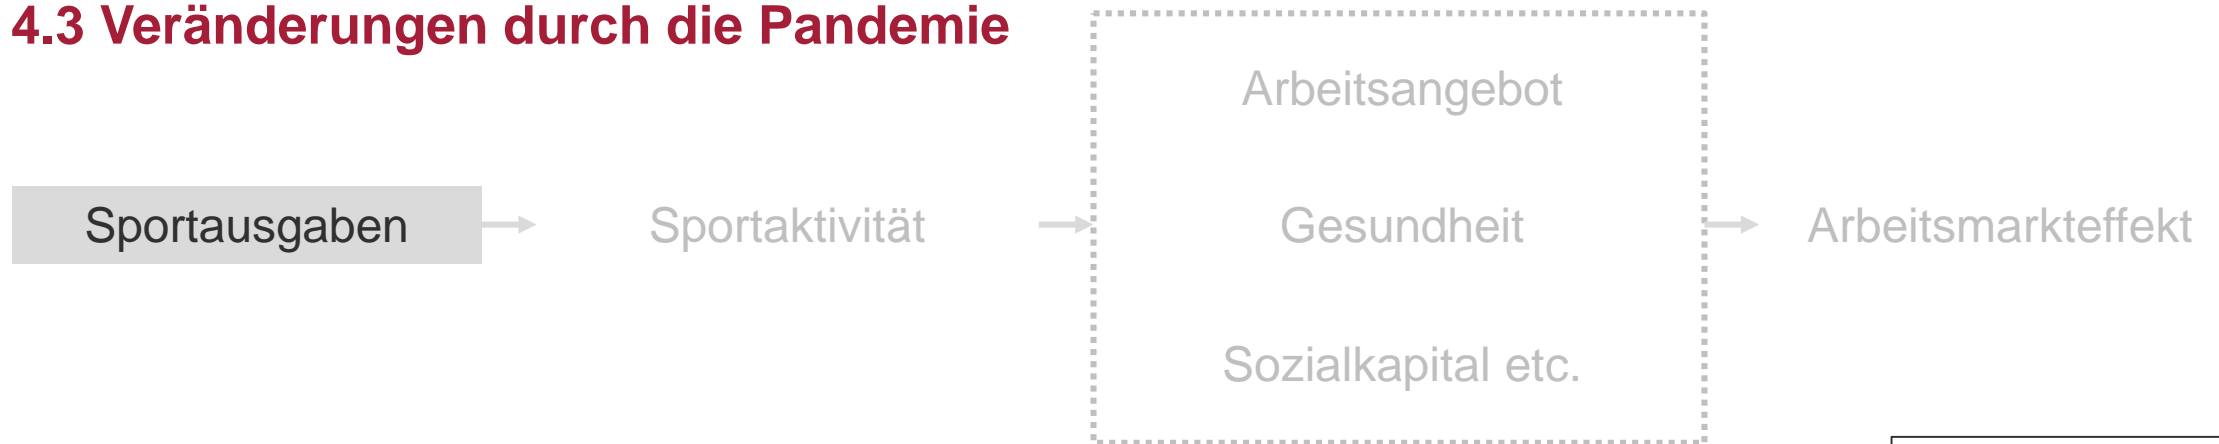 4.3 Veränderungen durch die Pandemie
Arbeitsangebot
Sportausgaben
Sportaktivität
Gesundheit
Arbeitsmarkteffekt
Sozialkapital etc.